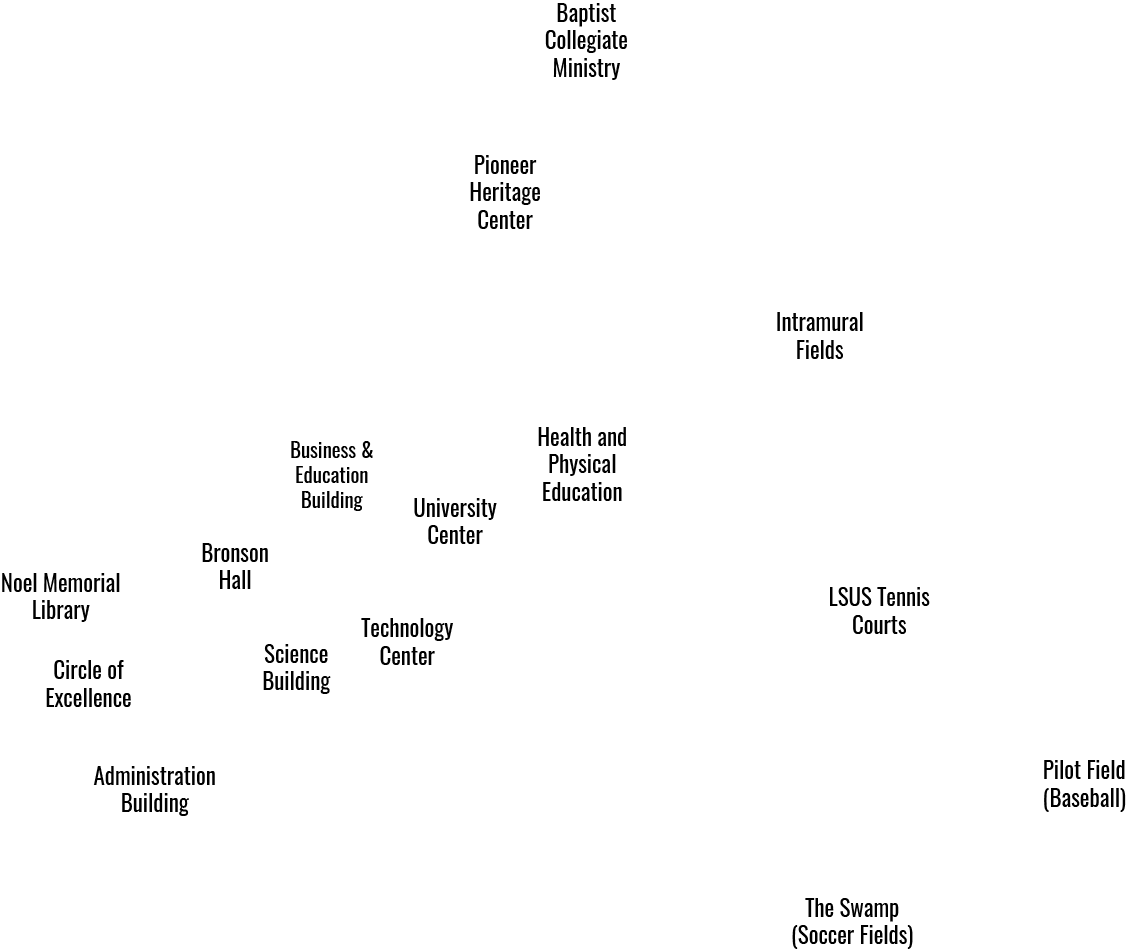 Baptist
Collegiate
Ministry
Pioneer
Heritage
Center
Intramural
Fields
Health and
Physical
Education
Business &
Education
Building
University
Center
Bronson
Hall
Noel Memorial
Library
LSUS Tennis
Courts
Technology
Center
Science
Building
Circle of
Excellence
Administration
Building
Pilot Field
(Baseball)
The Swamp
(Soccer Fields)